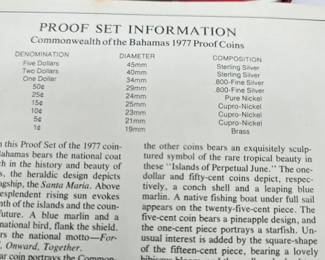 PROOF SET INFORMATION
Commonwealth of the Bahamas 1977 Proof Coins
DENOMINATION DIAMETER COMPOSITION
Five Dollars 45mm Sterling Silver
Two Dollars 40mm Sterling Silver
One Dollar 34mm .800-Fine Silver
50¢ 29mm .800-Fine Silver
25¢ 24mm Pure Nickel
15¢ 25mm Cupro-Nickel
10¢ 23mm Cupro-Nickel
5¢ 21mm Cupro-Nickel
1¢ 19mm Brass
this Proof Set of the 1977 coin-
Bahamas bears the national coat
in the history and beauty of
the heraldic design depicts
the Santa Maria. Above
resplendent rising sun evokes
of the islands and the coun-
future. A blue marlin and a
national bird, flank the shield.
the national motto—For-
Onward, Together.
coin portrays the Common
the other coins bears an exquisitely sculp-
tured symbol of the rare tropical beauty in
these "Islands of Perpetual June." The one-
dollar and fifty-cent coins depict, respec-
tively, a conch shell and a leaping blue
marlin. A native fishing boat under full sail
appears on the twenty-five-cent piece. The
five-cent coin bears a pineapple design, and
the one-cent piece portrays a starfish. Un-
usual interest is added by the square-shape
of the fifteen-cent piece, bearing a lovely